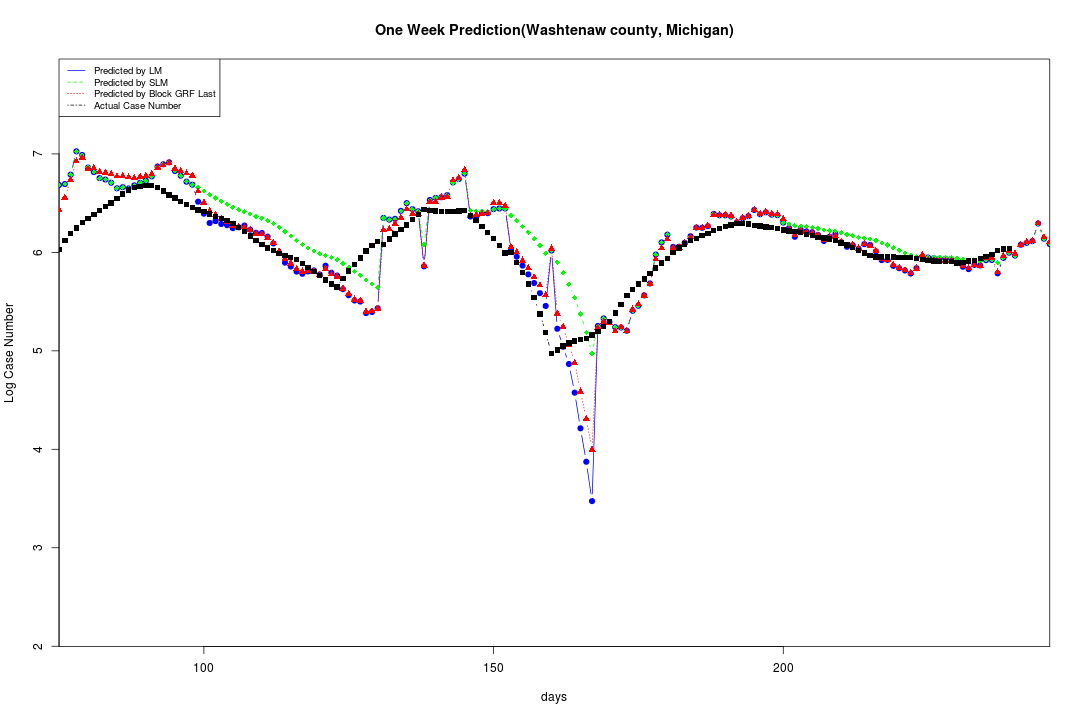 One Week Prediction(Washtenaw county, Michigan)
Predicted by LM
Predicted by SLM
Predicted by Block GRF Last
Actual Case Number
7
6
5
4
3
2
Log Case Number
100 150 200
days